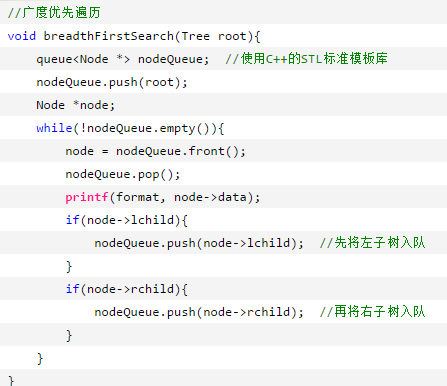 //广度优先遍历
void breadthFirstSearch(Tree root){
    queue<Node *> nodeQueue;  //使用C++的STL标准模板库
    nodeQueue.push(root);
    Node *node;
    while(!nodeQueue.empty()){
        node = nodeQueue.front();
        nodeQueue.pop();
        printf(format, node->data);
        if(node->lchild){
            nodeQueue.push(node->lchild);  //先将左子树入队
        }
        if(node->rchild){
            nodeQueue.push(node->rchild);  //再将右子树入队
        }
    }
}